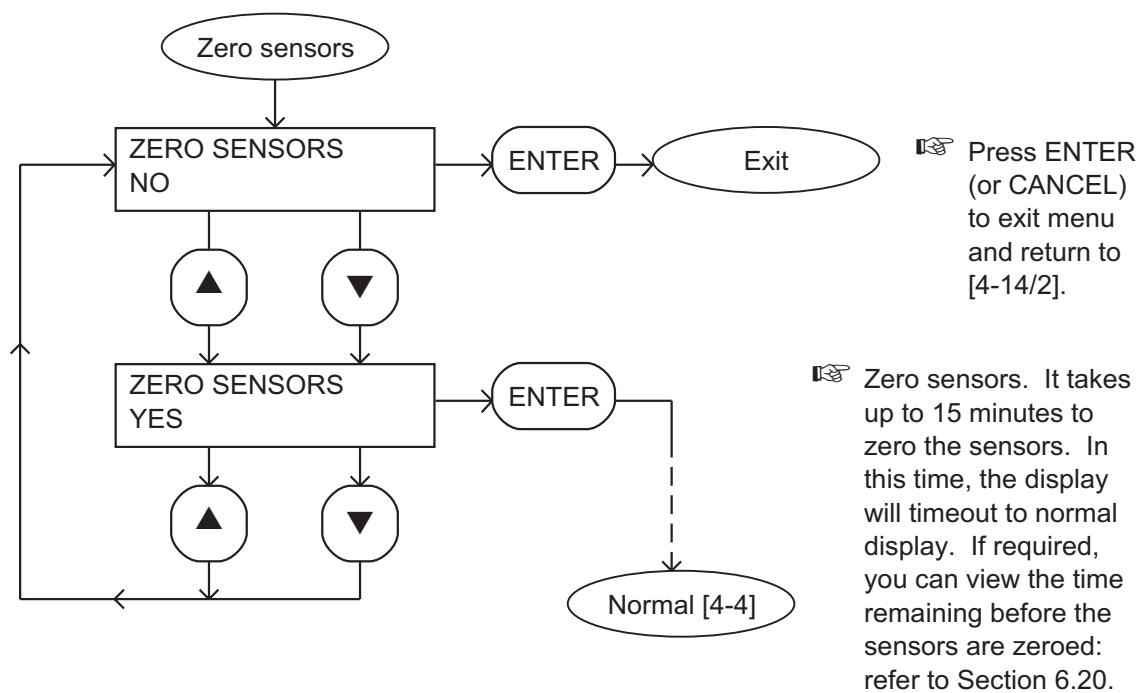 Zero sensors
ZERO SENSORS
NO
ENTER
Exit
☞ Press ENTER
(or CANCEL)
to exit menu
and return to
[4-14/2].
▲
▼
ZERO SENSORS
YES
ENTER
☞ Zero sensors. It takes
up to 15 minutes to
zero the sensors. In
this time, the display
will timeout to normal
display. If required,
you can view the time
remaining before the
sensors are zeroed:
refer to Section 6.20.
▲
▼
Normal [4-4]